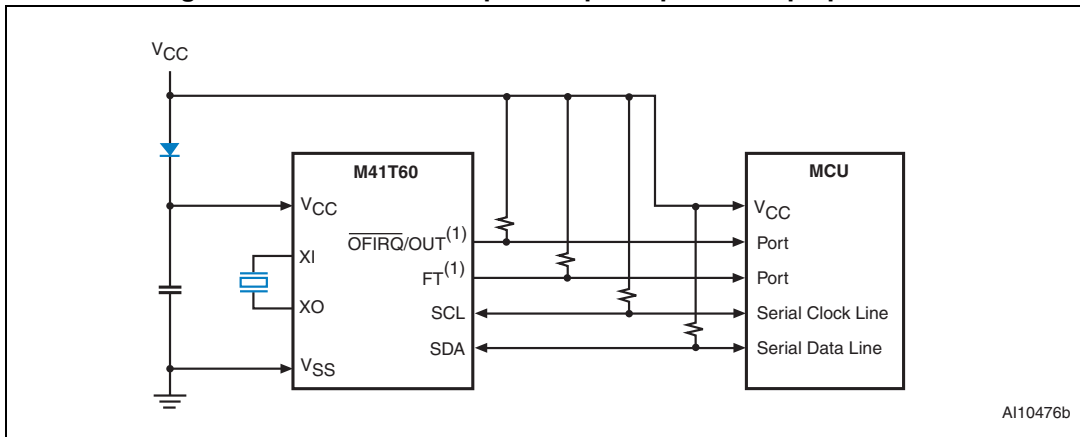 VCC
M41T60
MCU
VCC
VCC
OFIRQ/OUT(1)
Port
XI
FT(1)
Port
XO
SCL
Serial Clock Line
SDA
Serial Data Line
VSS
AI10476b